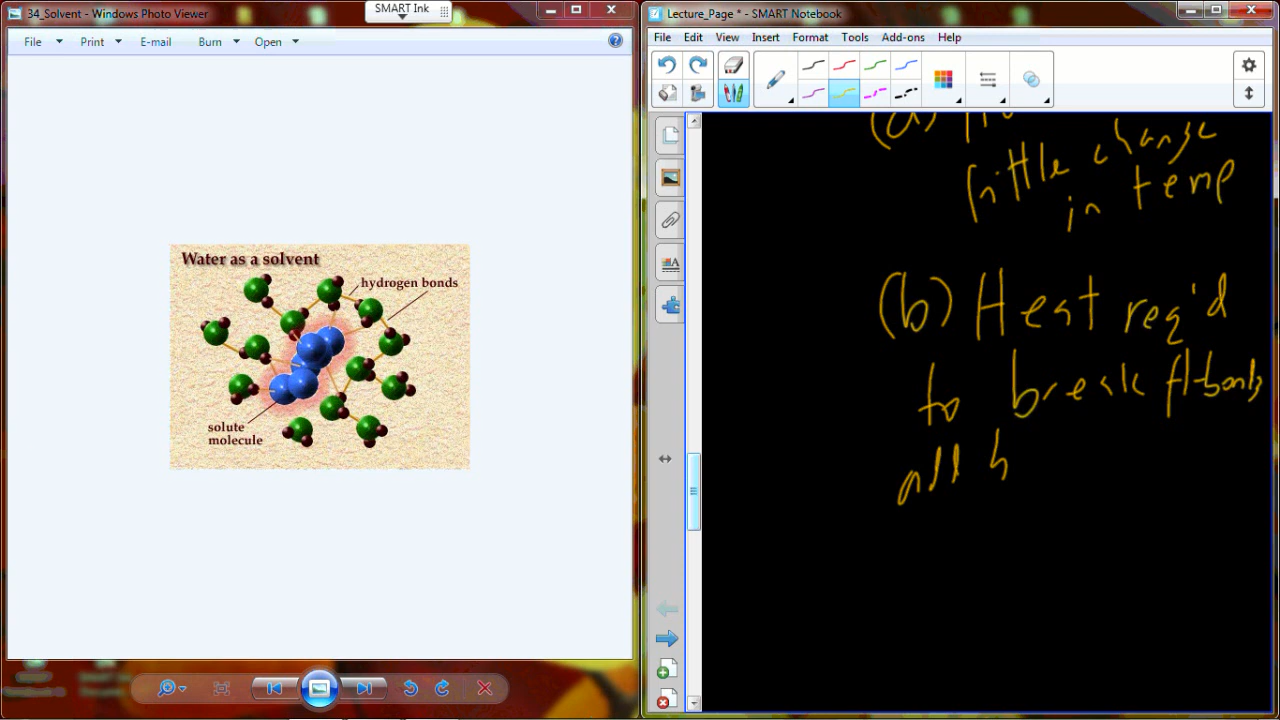 34_Solvent - Windows Photo Viewer
SMART Ink
File Print E-mail Burn Open
Water as a solvent
hydrogen bonds
solute
molecule
Lecture_Page * - SMART Notebook
File Edit View Insert Format Tools Add-ons Help
(a)
little change
in temp
(b) Heat req'd
to break H-bonds
add h